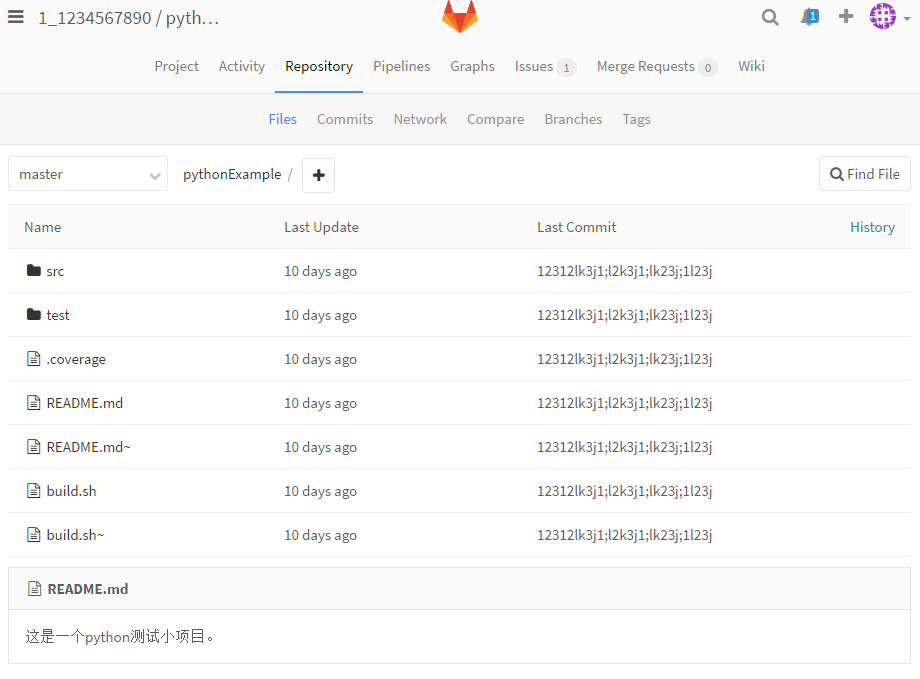 1_1234567890 / pyth…
1
Project Activity Repository Pipelines Graphs Issues 1 Merge Requests 0 Wiki
Files Commits Network Compare Branches Tags
master pythonExample / Find File
Name Last Update Last Commit History
src 10 days ago 12312lk3j1;l2k3j1;lk23j;1l23j
test 10 days ago 12312lk3j1;l2k3j1;lk23j;1l23j
.coverage 10 days ago 12312lk3j1;l2k3j1;lk23j;1l23j
README.md 10 days ago 12312lk3j1;l2k3j1;lk23j;1l23j
README.md~ 10 days ago 12312lk3j1;l2k3j1;lk23j;1l23j
build.sh 10 days ago 12312lk3j1;l2k3j1;lk23j;1l23j
build.sh~ 10 days ago 12312lk3j1;l2k3j1;lk23j;1l23j
README.md
这是一个python测试小项目。